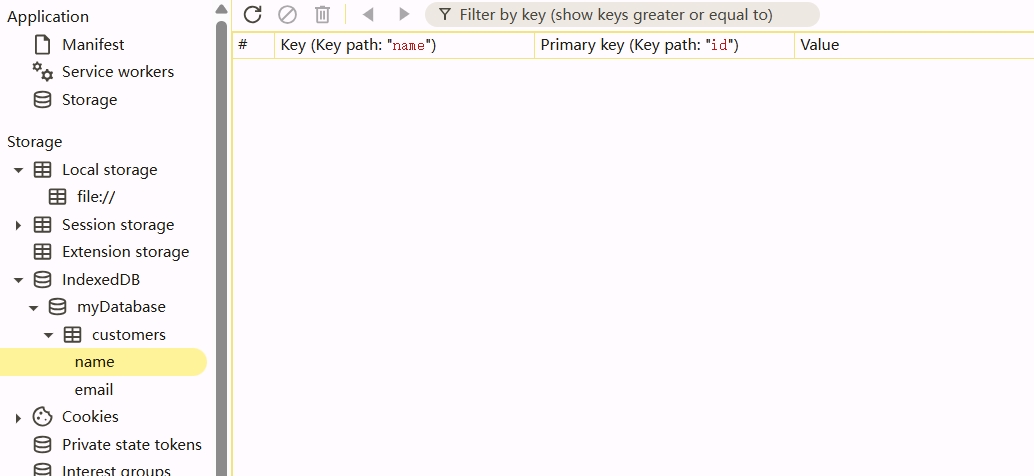 Application
Manifest
Service workers
Storage
Storage
Local storage
file://
Session storage
Extension storage
IndexedDB
myDatabase
customers
name
email
Cookies
Private state tokens
Interest groups
Filter by key (show keys greater or equal to)
# Key (Key path: "name") Primary key (Key path: "id") Value